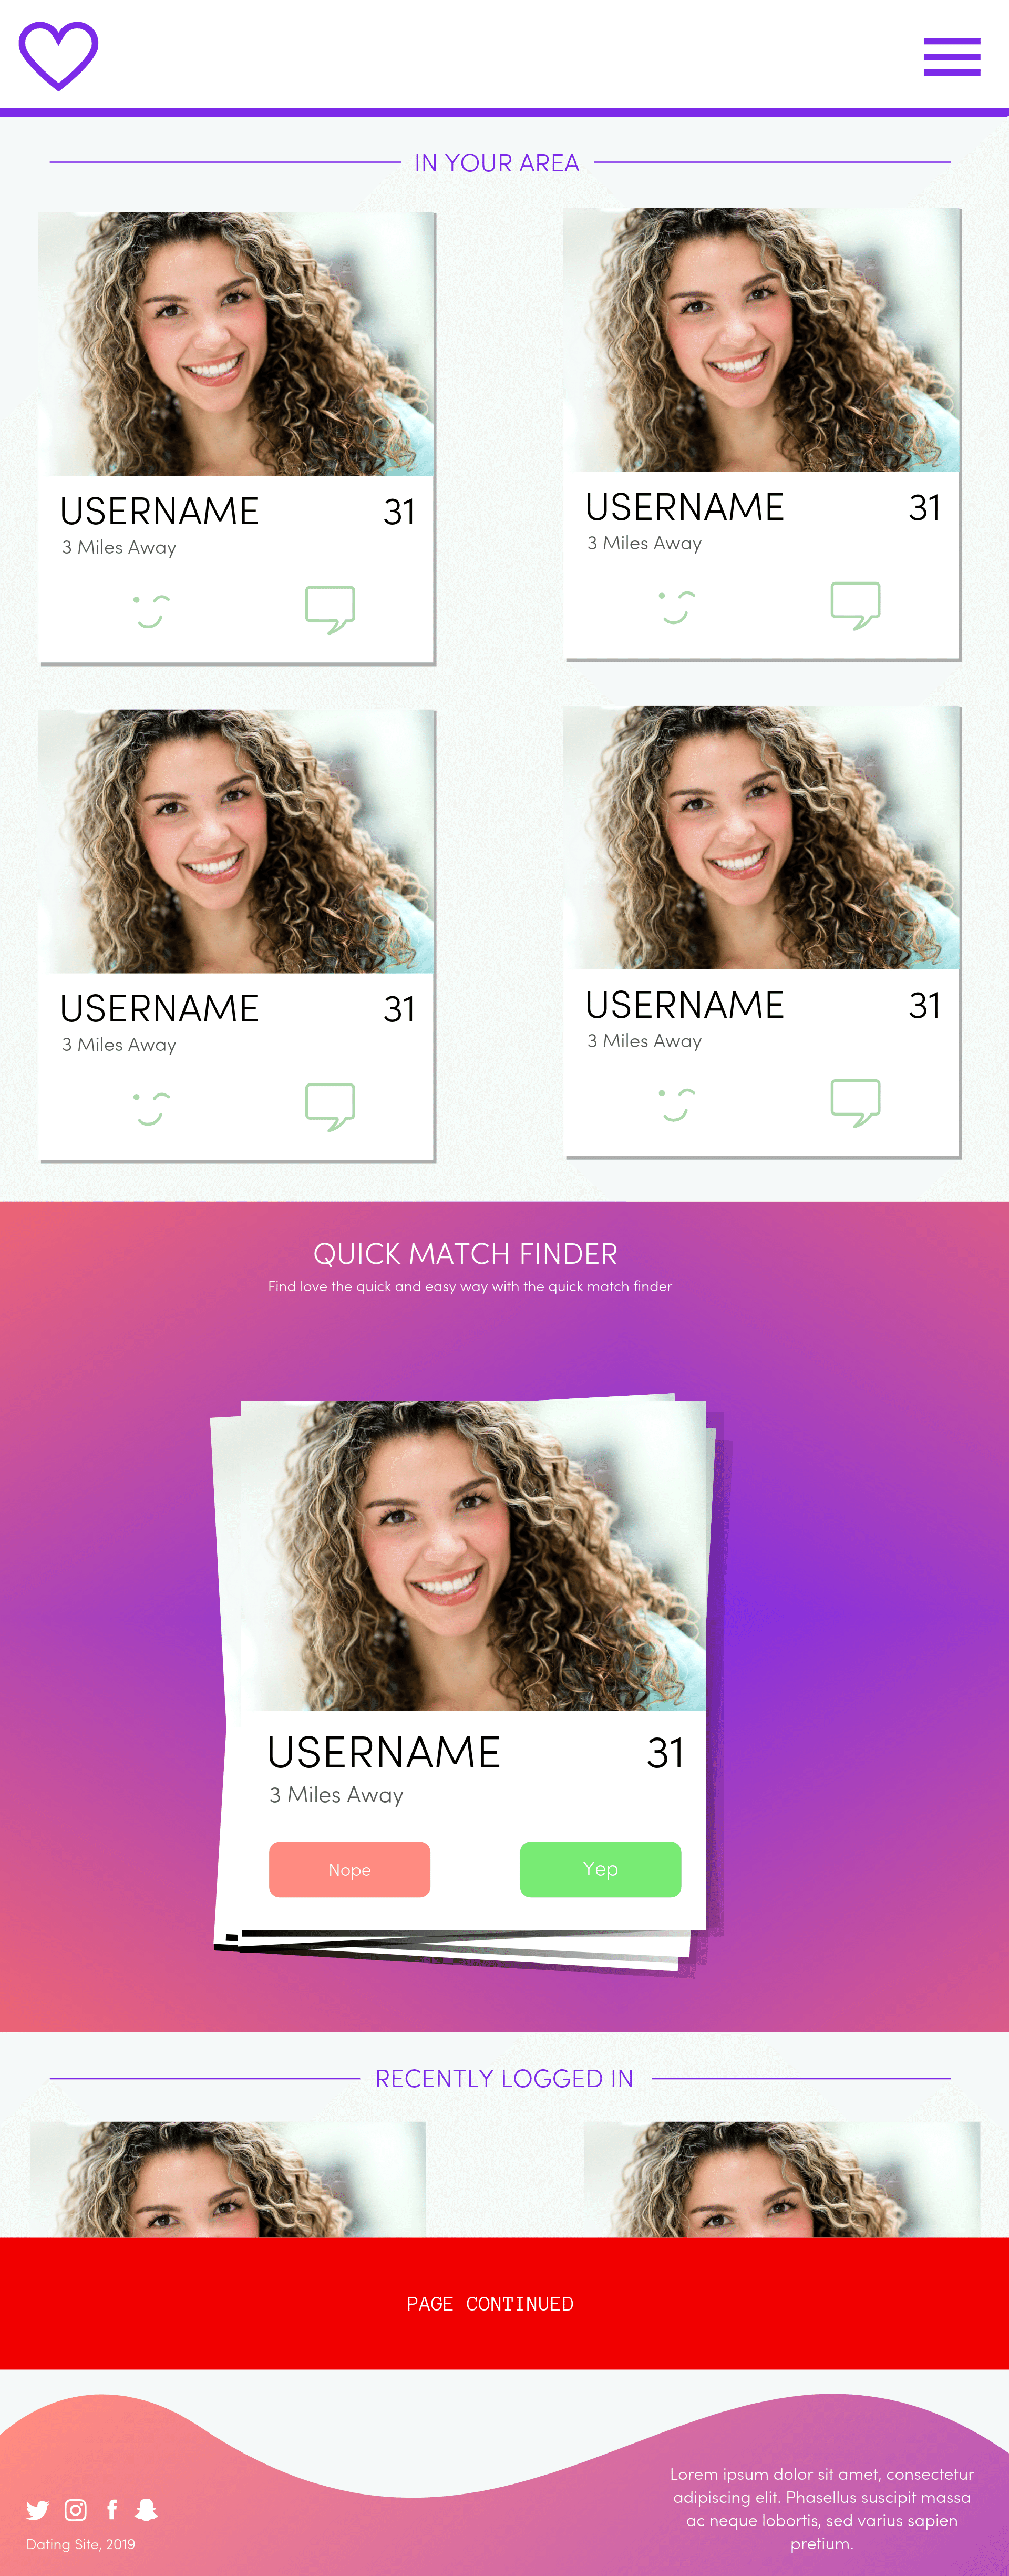 IN YOUR AREA
USERNAME 31
3 Miles Away
USERNAME 31
3 Miles Away
USERNAME 31
3 Miles Away
USERNAME 31
3 Miles Away
QUICK MATCH FINDER
Find love the quick and easy way with the quick match finder
USERNAME 31
3 Miles Away
Nope
Yep
RECENTLY LOGGED IN
PAGE CONTINUED
Lorem ipsum dolor sit amet, consectetur
adipiscing elit. Phasellus suscipit massa
ac neque lobortis, sed varius sapien
pretium.
Dating Site, 2019